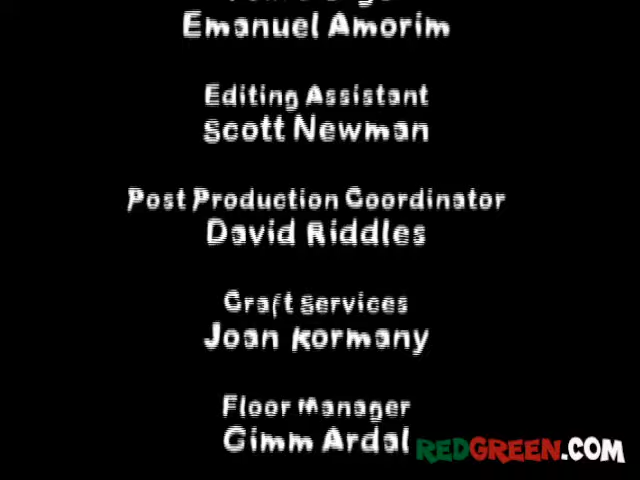 Emanuel Amorim
Editing Assistant
Scott Newman
Post Production Coordinator
David Riddles
Craft Services
Joan Kormany
Floor Manager
Gimm Ardal
REDGREEN.COM